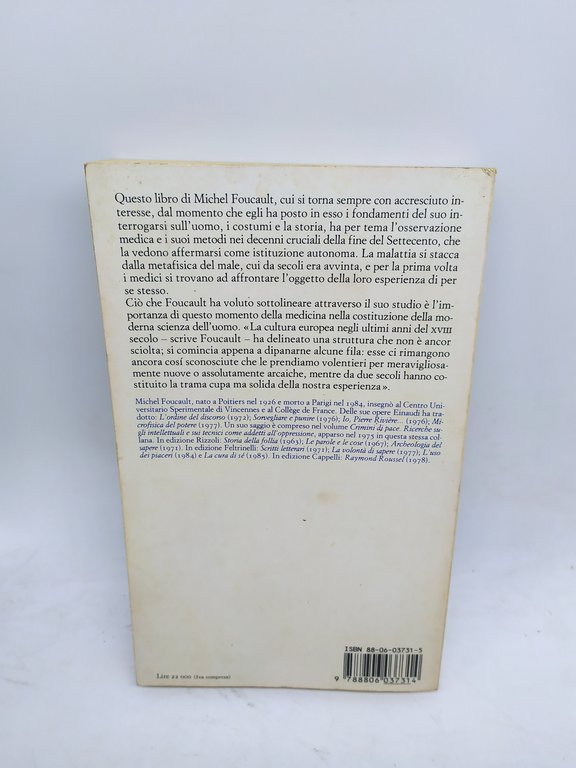 Questo libro di Michel Foucault, cui si torna sempre con accresciuto in-
teresse, dal momento che egli ha posto in esso i fondamenti del suo in-
terrogarsi sull'uomo, i costumi e la storia, ha per tema l'osservazione
medica e i suoi metodi nei decenni cruciali della fine del Settecento, che
la vedono affermarsi come istituzione autonoma. La malattia si stacca
dalla metafisica del male, cui da secoli era avvinta, e per la prima volta
i medici si trovano ad affrontare l'oggetto della loro esperienza di per
se stesso.
Ciò che Foucault ha voluto sottolineare attraverso il suo studio è l'im-
portanza di questo momento della medicina nella costituzione della mo-
derna scienza dell'uomo. «La cultura europea negli ultimi anni del XVIII
secolo – scrive Foucault – ha delineato una struttura che non è ancor
sciolta; si comincia appena a dipanarne alcune fila: esse ci rimangono
ancora cosí sconosciute che le prendiamo volentieri per meravigliosa-
mente nuove o assolutamente arcaiche, mentre da due secoli hanno co-
stituito la trama cupa ma solida della nostra esperienza».
Michel Foucault, nato a Poitiers nel 1926 e morto a Parigi nel 1984, insegnò al Centro Uni-
versitario Sperimentale di Vincennes e al Collège de France. Delle sue opere Einaudi ha tra-
dotto: L'ordine del discorso (1972); Sorvegliare e punire (1976); Io, Pierre Rivière... (1976); Mi-
crofisica del potere (1977). Un suo saggio è compreso nel volume Crimini di pace. Ricerche su-
gli intellettuali e sui tecnici come addetti all'oppressione, apparso nel 1975 in questa stessa col-
lana. In edizione Rizzoli: Storia della follia (1963); Le parole e le cose (1967); Archeologia del
sapere (1971). In edizione Feltrinelli: Scritti letterari (1971); La volontà di sapere (1977); L'uso
dei piaceri (1984) e La cura di sé (1985). In edizione Cappelli: Raymond Roussel (1978).
ISBN 88-06-03731-5
9 788806 037314
Lire 22 000 (Iva compresa)